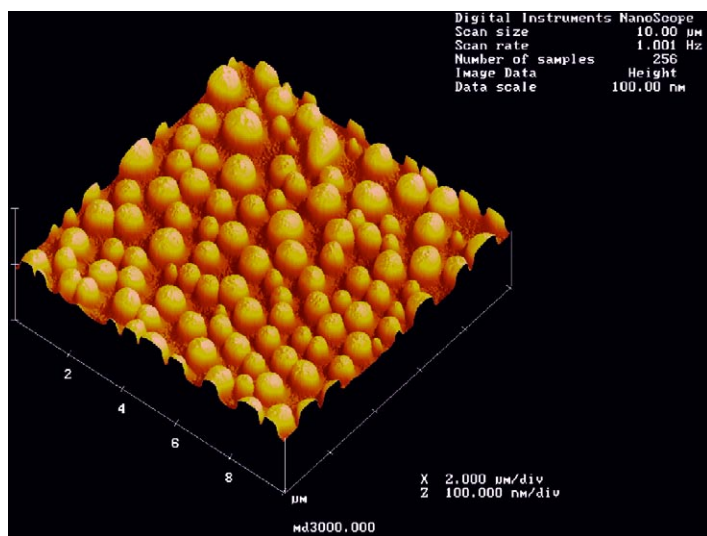 Digital Instruments NanoScope
Scan size 10.00 µm
Scan rate 1.001 Hz
Number of samples 256
Image Data Height
Data scale 100.00 nm
2
4
6
8
µm
X 2.000 µm/div
Z 100.000 nm/div
md3000.000